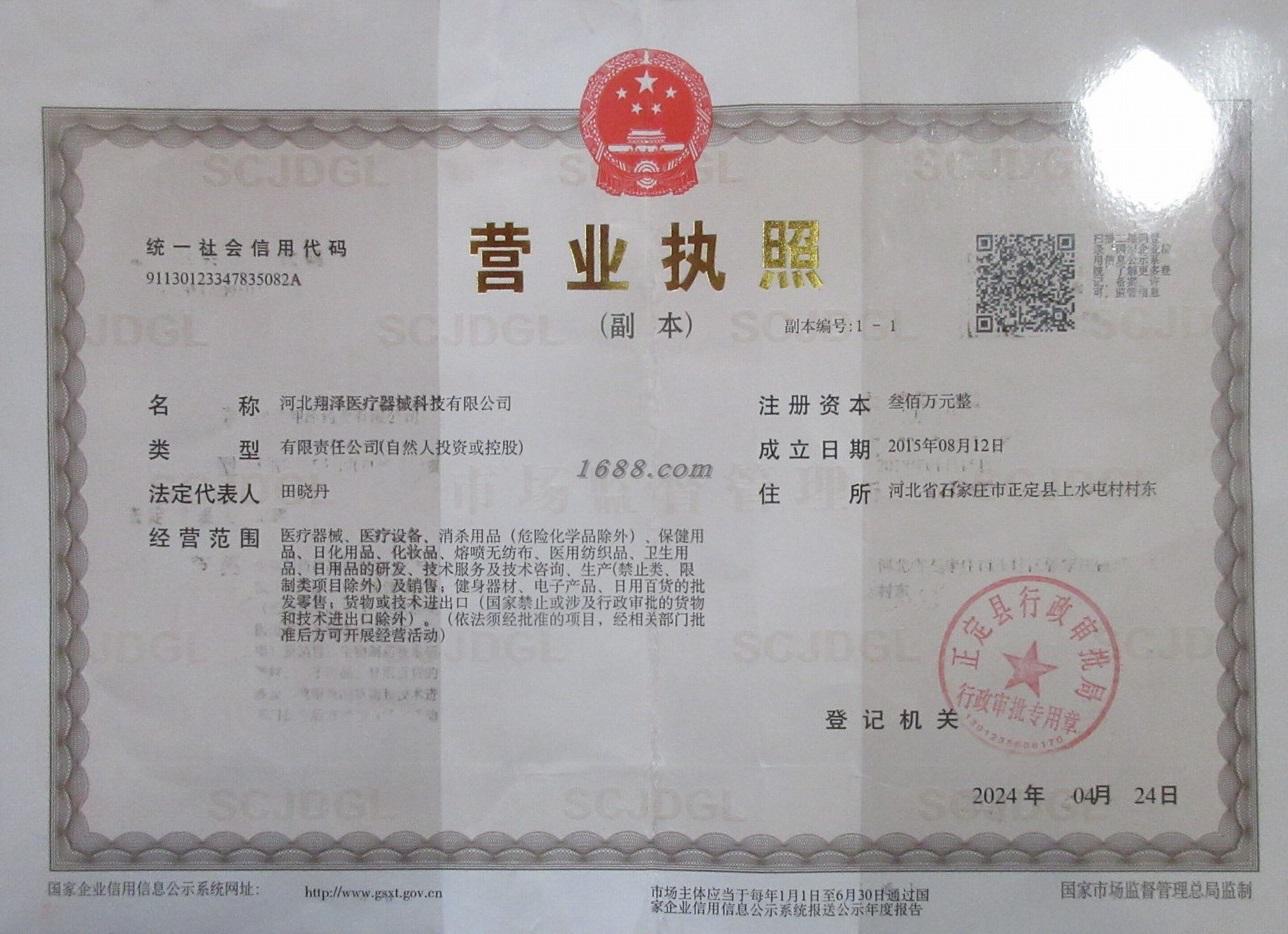 统一社会信用代码
91130123347835082A
营业执照
(副 本)
副本编号:1 - 1
名 称 河北翔泽医疗器械科技有限公司
类 型 有限责任公司(自然人投资或控股)
法定代表人 田晓丹
经营范围 医疗器械、医疗设备、消杀用品（危险化学品除外）、保健用
品、日化用品、化妆品、熔喷无纺布、医用纺织品、卫生用
品、日用品的研发、技术服务及技术咨询、生产(禁止类、限
制类项目除外）及销售；健身器材、电子产品、日用百货的批
发零售；货物或技术进出口（国家禁止或涉及行政审批的货物
和技术进出口除外）。（依法须经批准的项目，经相关部门批
准后方可开展经营活动）
注册资本 叁佰万元整
成立日期 2015年08月12日
住 所 河北省石家庄市正定县上水屯村村东
1688.com
登记机关
正定县行政审批局
行政审批专用章
2024 年 04月 24日
国家企业信用信息公示系统网址：
http://www.gsxt.gov.cn
市场主体应当于每年1月1日至6月30日通过国
家企业信用信息公示系统报送公示年度报告
国家市场监督管理总局监制
SCJDGL
市场监督管理